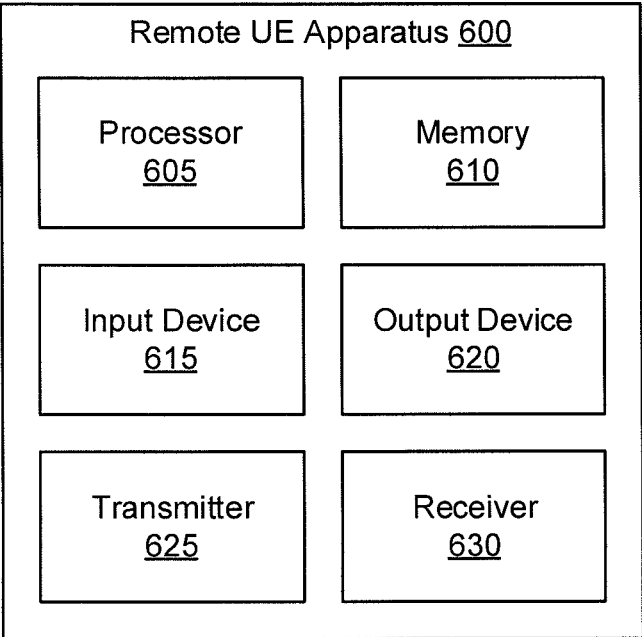 Remote UE Apparatus 600
Processor
605
Memory
610
Input Device
615
Output Device
620
Transmitter
625
Receiver
630